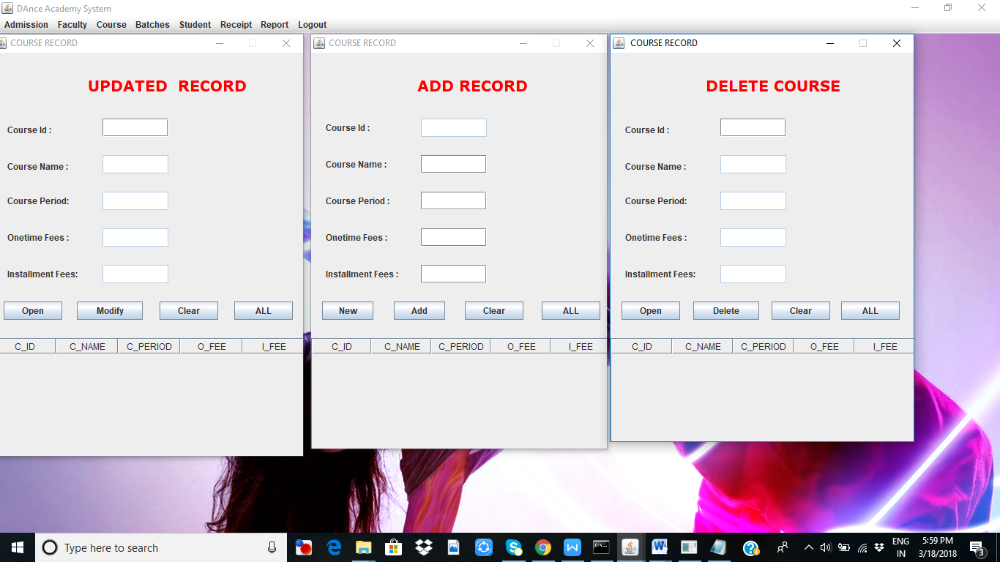 DAnce Academy System
Admission Faculty Course Batches Student Receipt Report Logout
COURSE RECORD
UPDATED RECORD
Course Id :
Course Name :
Course Period:
Onetime Fees :
Installment Fees:
Open Modify Clear ALL
C_ID C_NAME C_PERIOD O_FEE I_FEE
COURSE RECORD
ADD RECORD
Course Id :
Course Name :
Course Period :
Onetime Fees :
Installment Fees :
New Add Clear ALL
C_ID C_NAME C_PERIOD O_FEE I_FEE
COURSE RECORD
DELETE COURSE
Course Id :
Course Name :
Course Period:
Onetime Fees :
Installment Fees:
Open Delete Clear ALL
C_ID C_NAME C_PERIOD O_FEE I_FEE
Type here to search
ENG
IN
5:59 PM
3/18/2018
3